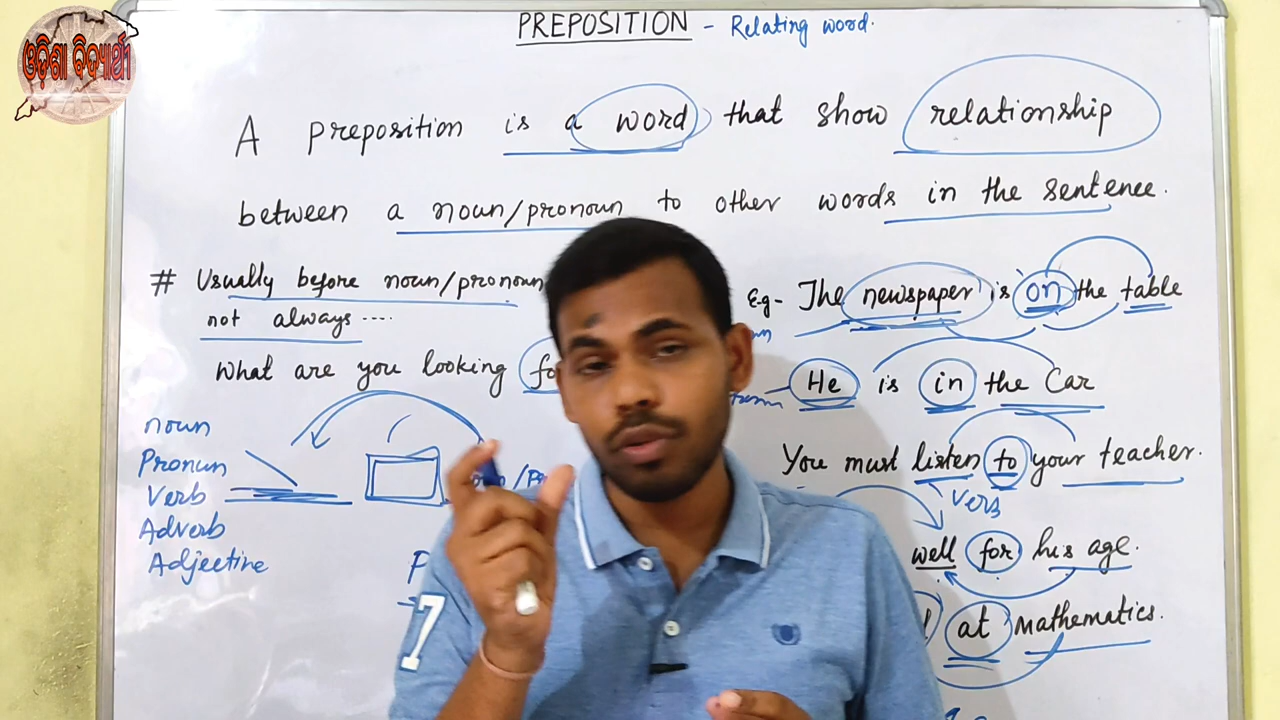 ଓଡ଼ିଶା ବିଦ୍ୟାର୍ଥୀ
PREPOSITION - Relating word.
A preposition is a word that show relationship
between a noun/pronoun to other words in the sentence.
# Usually before noun/pronoun
not always ----
What are you looking fo
noun
Pronun
Verb
Adverb
Adjective
E.g- The newspaper is on the table
He is in the Car
You must listen to your teacher.
verb
well for his age.
at mathematics.
7